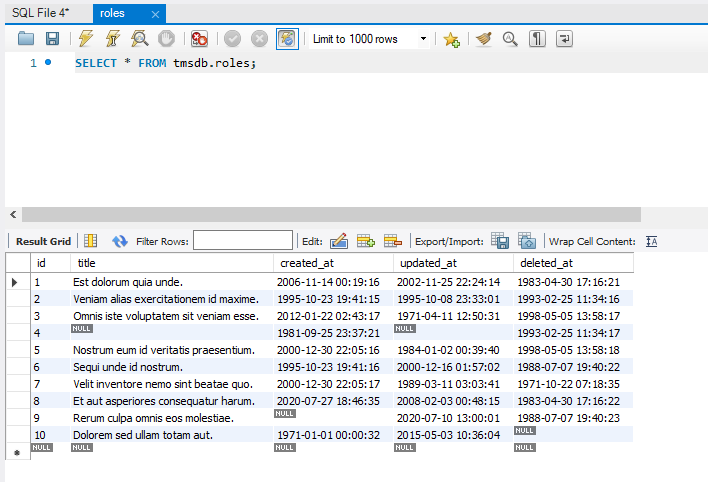 SQL File 4* roles
Limit to 1000 rows
1 SELECT * FROM tmsdb.roles;
Result Grid Filter Rows: Edit: Export/Import: Wrap Cell Content:
id title created_at updated_at deleted_at
1 Est dolorum quia unde. 2006-11-14 00:19:16 2002-11-25 22:24:14 1983-04-30 17:16:21
2 Veniam alias exercitationem id maxime. 1995-10-23 19:41:15 1995-10-08 23:33:01 1993-02-25 11:34:16
3 Omnis iste voluptatem sit veniam esse. 2012-01-22 02:43:17 1971-04-11 12:50:31 1998-05-05 13:58:17
4 NULL 1981-09-25 23:37:21 NULL 1993-02-25 11:34:17
5 Nostrum eum id veritatis praesentium. 2000-12-30 22:05:16 1984-01-02 00:39:40 1998-05-05 13:58:18
6 Sequi unde id nostrum. 1995-10-23 19:41:16 2000-12-16 01:57:02 1988-07-07 19:40:22
7 Velit inventore nemo sint beatae quo. 2000-12-30 22:05:17 1989-03-11 03:03:41 1971-10-22 07:18:35
8 Et aut asperiores consequatur harum. 2020-07-27 18:46:35 2008-02-03 00:48:15 1983-04-30 17:16:22
9 Rerum culpa omnis eos molestiae. NULL 2020-07-10 13:00:01 1988-07-07 19:40:23
10 Dolorem sed ullam totam aut. 1971-01-01 00:00:32 2015-05-03 10:36:04 NULL
NULL NULL NULL NULL NULL